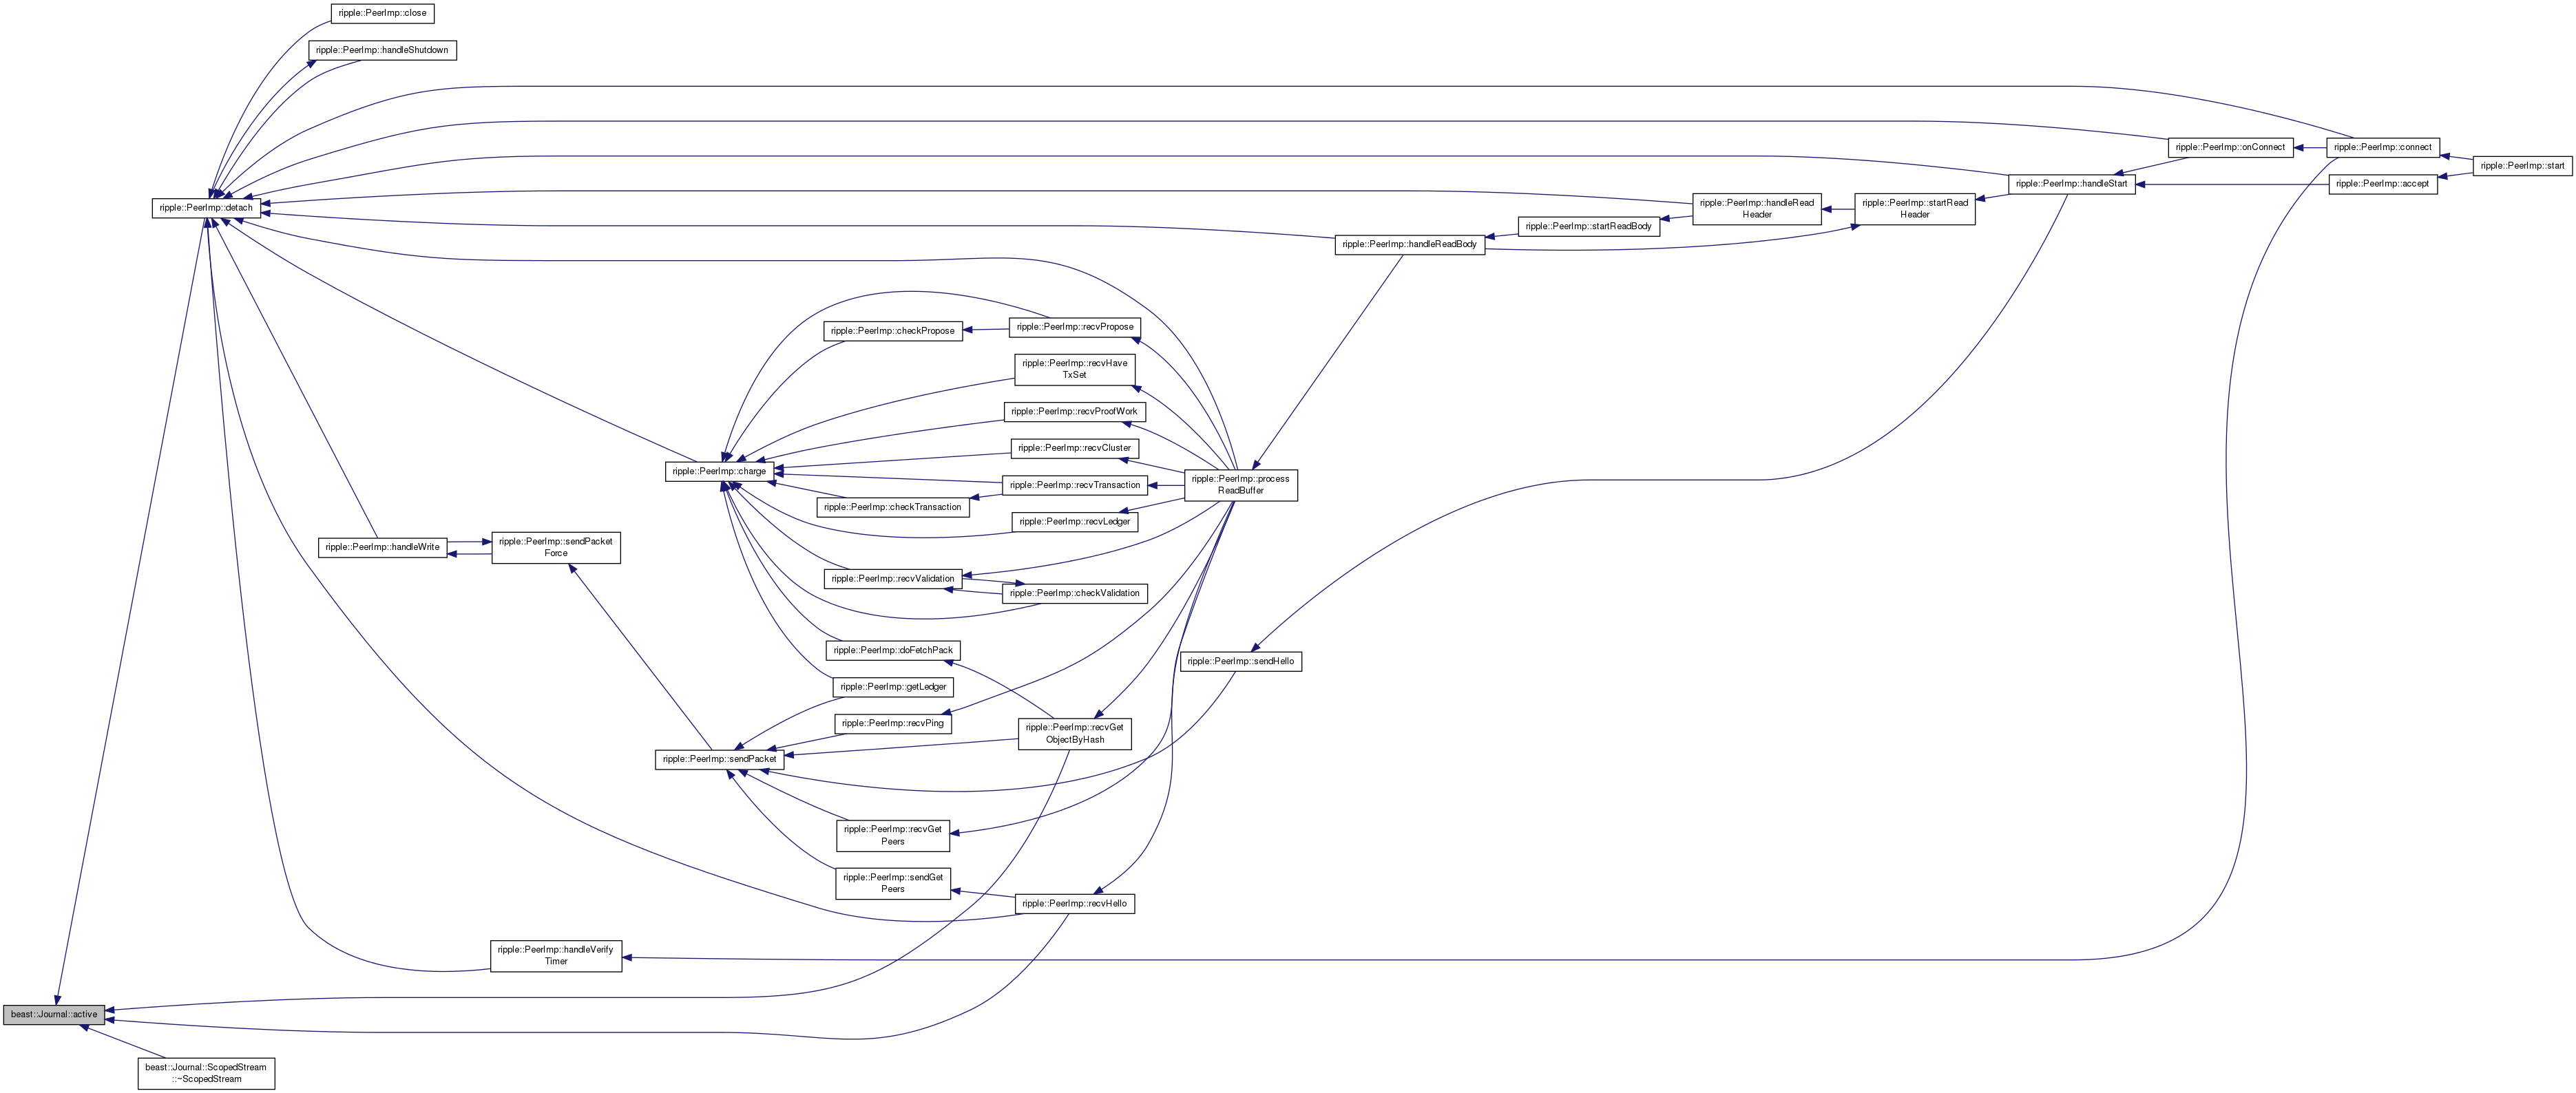 ripple::PeerImp::close
ripple::PeerImp::handleShutdown
ripple::PeerImp::onConnect
ripple::PeerImp::connect
ripple::PeerImp::start
ripple::PeerImp::handleStart
ripple::PeerImp::accept
ripple::PeerImp::detach
ripple::PeerImp::handleRead
Header
ripple::PeerImp::startRead
Header
ripple::PeerImp::startReadBody
ripple::PeerImp::handleReadBody
ripple::PeerImp::checkPropose
ripple::PeerImp::recvPropose
ripple::PeerImp::recvHave
TxSet
ripple::PeerImp::recvProofWork
ripple::PeerImp::recvCluster
ripple::PeerImp::charge
ripple::PeerImp::recvTransaction
ripple::PeerImp::process
ReadBuffer
ripple::PeerImp::checkTransaction
ripple::PeerImp::recvLedger
ripple::PeerImp::handleWrite
ripple::PeerImp::sendPacket
Force
ripple::PeerImp::recvValidation
ripple::PeerImp::checkValidation
ripple::PeerImp::doFetchPack
ripple::PeerImp::sendHello
ripple::PeerImp::getLedger
ripple::PeerImp::recvPing
ripple::PeerImp::recvGet
ObjectByHash
ripple::PeerImp::sendPacket
ripple::PeerImp::recvGet
Peers
ripple::PeerImp::sendGet
Peers
ripple::PeerImp::recvHello
ripple::PeerImp::handleVerify
Timer
beast::Journal::active
beast::Journal::ScopedStream
::~ScopedStream